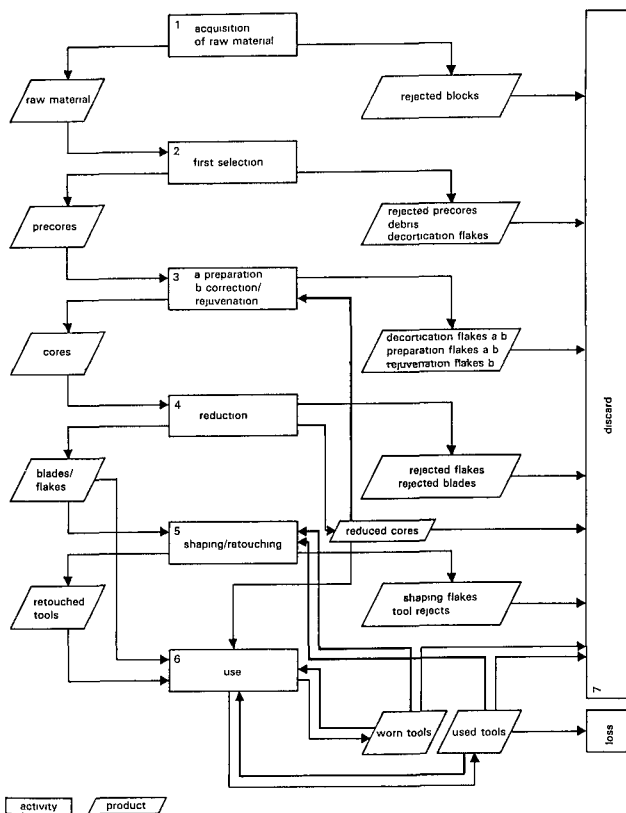 1
acquisition
of raw material
raw material
rejected blocks
2
first selection
precores
rejected precores
debris
decortication flakes
3
a preparation
b correction/
rejuvenation
cores
decortication flakes a b
preparation flakes a b
rejuvenation flakes b
4
reduction
blades/
flakes
rejected flakes
rejected blades
5
shaping/retouching
reduced cores
retouched
tools
shaping flakes
tool rejects
6
use
worn tools
used tools
discard
7
loss
activity
product